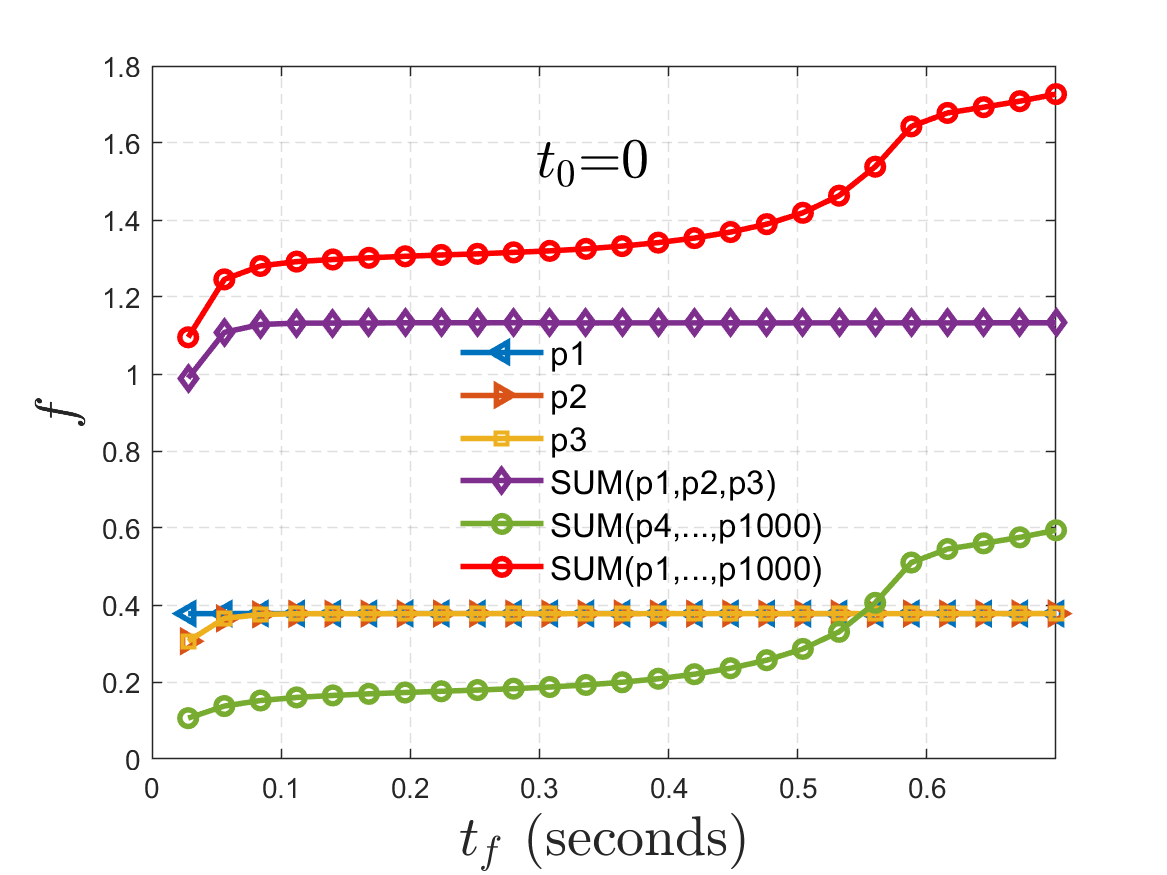 1.8
1.6
1.4
1.2
1
0.8
0.6
0.4
0.2
0
f
t₀=0
p1
p2
p3
SUM(p1,p2,p3)
SUM(p4,...,p1000)
SUM(p1,...,p1000)
0 0.1 0.2 0.3 0.4 0.5 0.6
t_f (seconds)